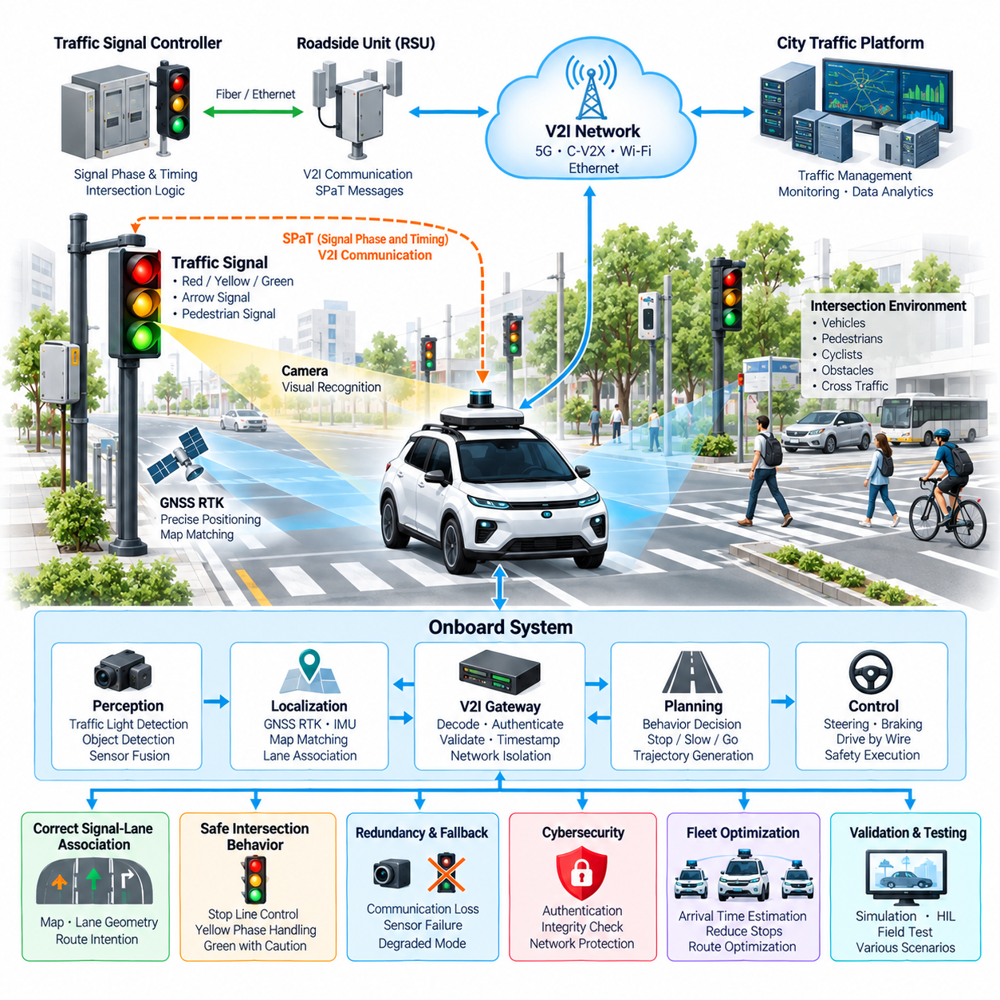 Traffic Signal Controller
Signal Phase & Timing
Intersection Logic
Fiber / Ethernet
Roadside Unit (RSU)
V2I Communication
SPaT Messages
V2I Network
5G • C-V2X • Wi-Fi
Ethernet
City Traffic Platform
Traffic Management
Monitoring • Data Analytics
SPaT (Signal Phase and Timing)
V2I Communication
Traffic Signal
• Red / Yellow / Green
• Arrow Signal
• Pedestrian Signal
Camera
Visual Recognition
GNSS RTK
Precise Positioning
Map Matching
Intersection Environment
• Vehicles
• Pedestrians
• Cyclists
• Obstacles
• Cross Traffic
Onboard System
Perception
Traffic Light Detection
Object Detection
Sensor Fusion
Localization
GNSS RTK • IMU
Map Matching
Lane Association
V2I Gateway
Decode • Authenticate
Validate • Timestamp
Network Isolation
Planning
Behavior Decision
Stop / Slow / Go
Trajectory Generation
Control
Steering • Braking
Drive by Wire
Safety Execution
Correct Signal-Lane
Association
Map • Lane Geometry
Route Intention
Safe Intersection
Behavior
Stop Line Control
Yellow Phase Handling
Green with Caution
Redundancy & Fallback
Communication Loss
Sensor Failure
Degraded Mode
Cybersecurity
Authentication
Integrity Check
Network Protection
Fleet Optimization
Arrival Time Estimation
Reduce Stops
Route Optimization
Validation & Testing
Simulation • HIL
Field Test
Various Scenarios